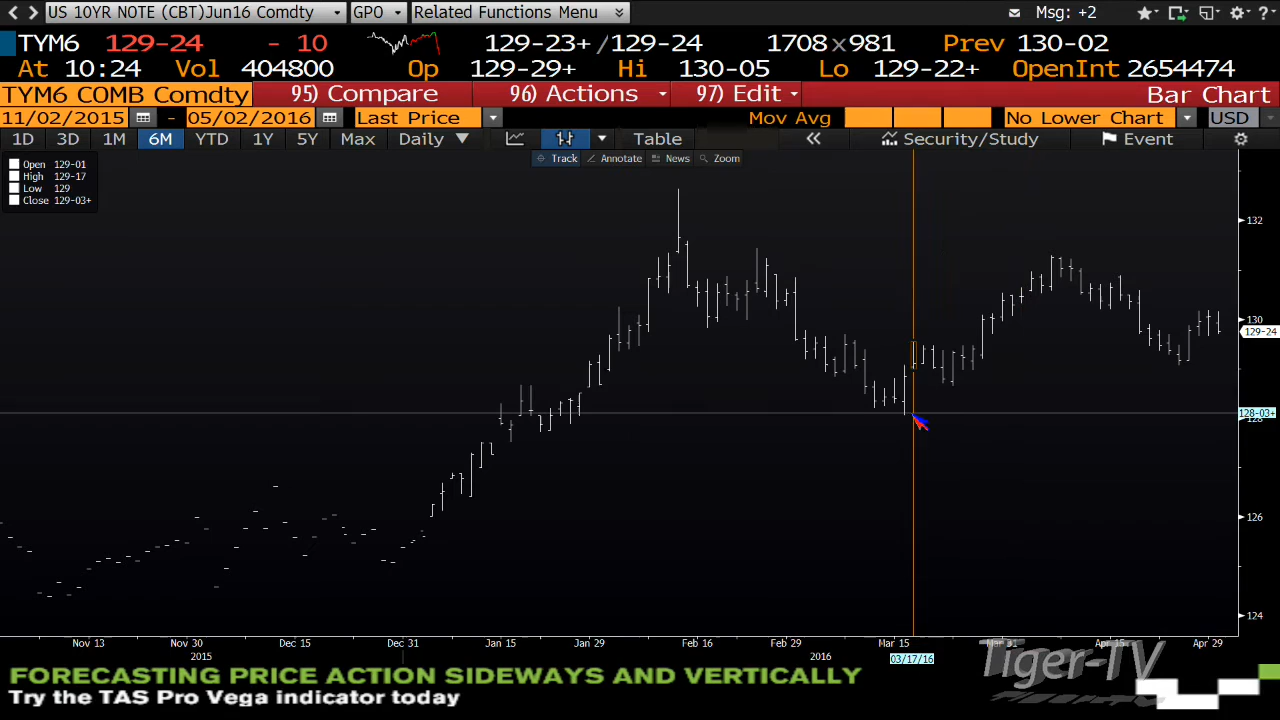 US 10YR NOTE (CBT)Jun16 Comdty GPO Related Functions Menu Msg: +2
TYM6 129-24 - 10 129-23+/129-24 1708x981 Prev 130-02
At 10:24 Vol 404800 Op 129-29+ Hi 130-05 Lo 129-22+ OpenInt 2654474
TYM6 COMB Comdty 95) Compare 96) Actions 97) Edit Bar Chart
11/02/2015 - 05/02/2016 Last Price Mov Avg No Lower Chart USD
1D 3D 1M 6M YTD 1Y 5Y Max Daily Table Security/Study Event
Track Annotate News Zoom
Open 129-01
High 129-17
Low 129
Close 129-03+
132
130
129-24
128-03+
128
126
124
Nov 13 Nov 30 Dec 15 Dec 31 Jan 15 Jan 29 Feb 16 Feb 29 Mar 15 Mar 31 Apr 15 Apr 29
2015 2016 03/17/16
FORECASTING PRICE ACTION SIDEWAYS AND VERTICALLY
Try the TAS Pro Vega indicator today
Tiger-TV